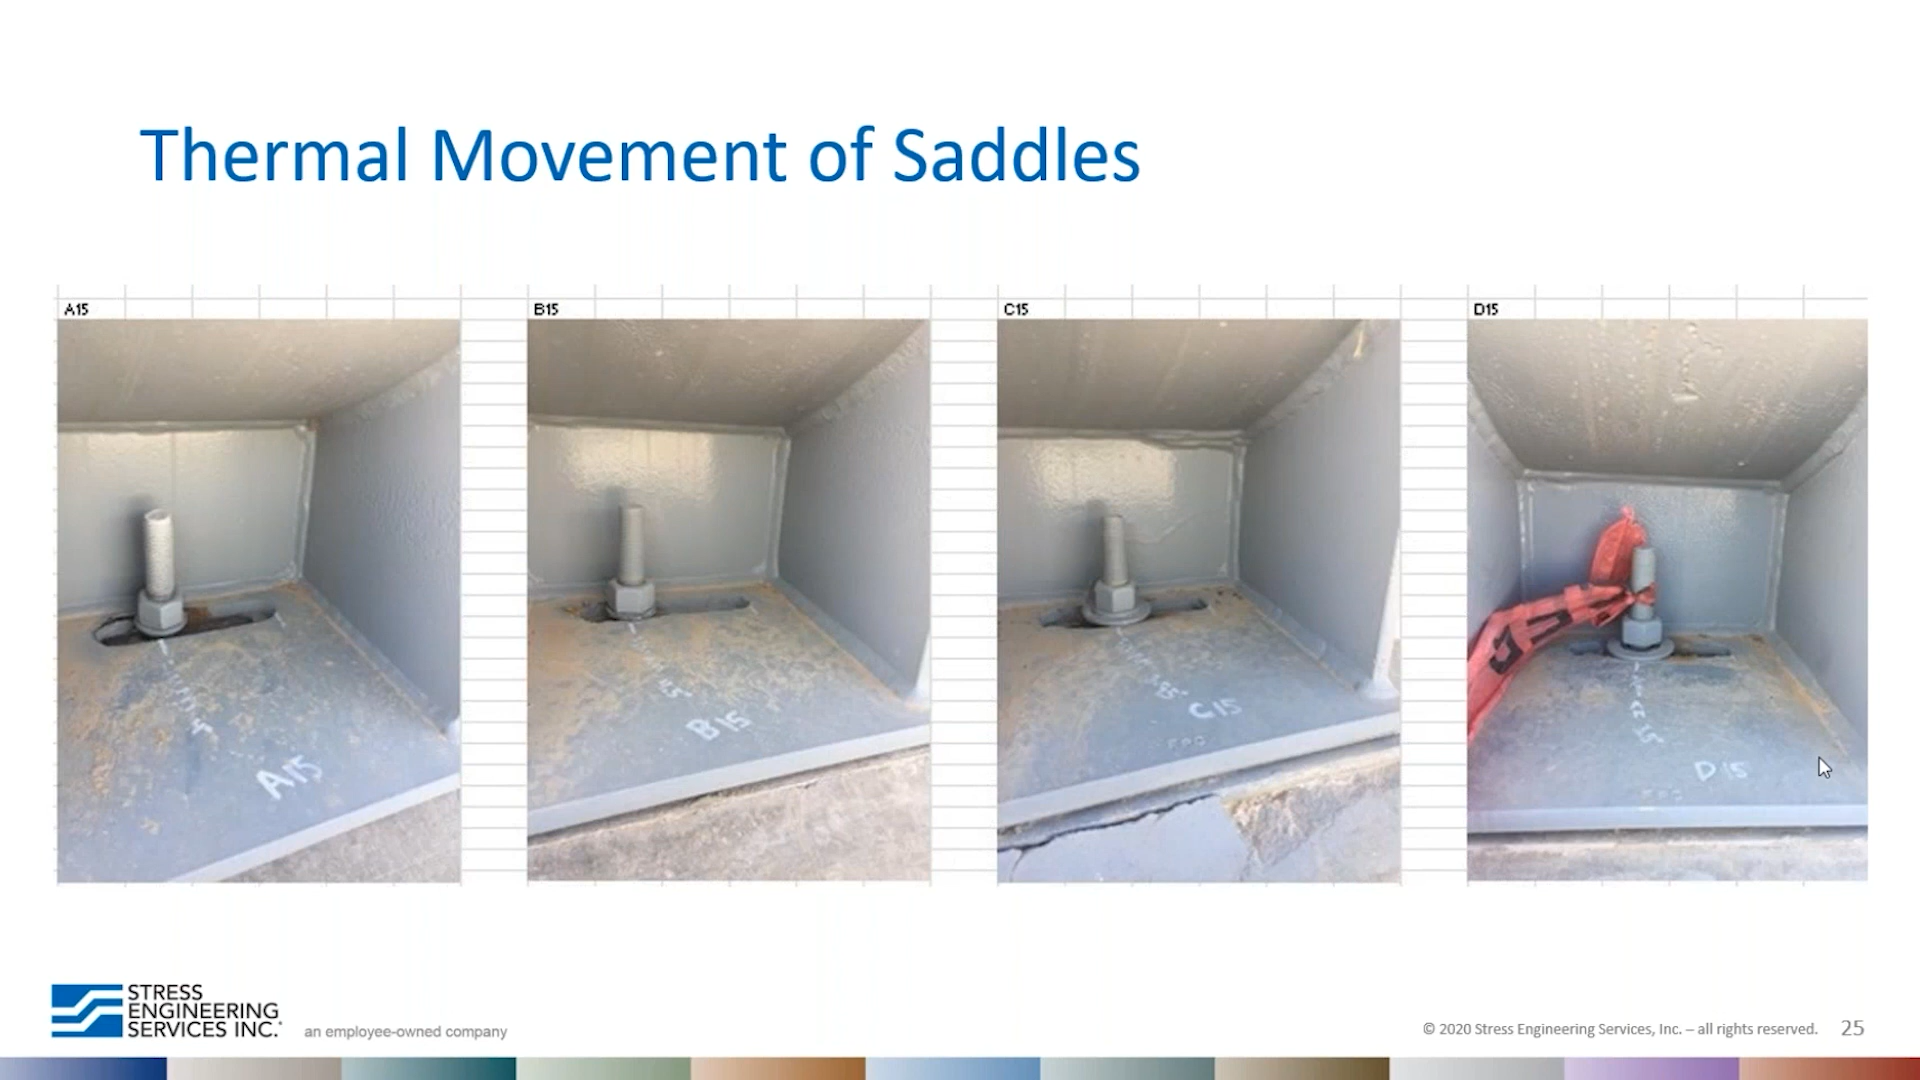 Thermal Movement of Saddles
A15
B15
C15
D15
A15
B15
C15
D15
STRESS
ENGINEERING
SERVICES INC.
an employee-owned company
© 2020 Stress Engineering Services, Inc. – all rights reserved.
25